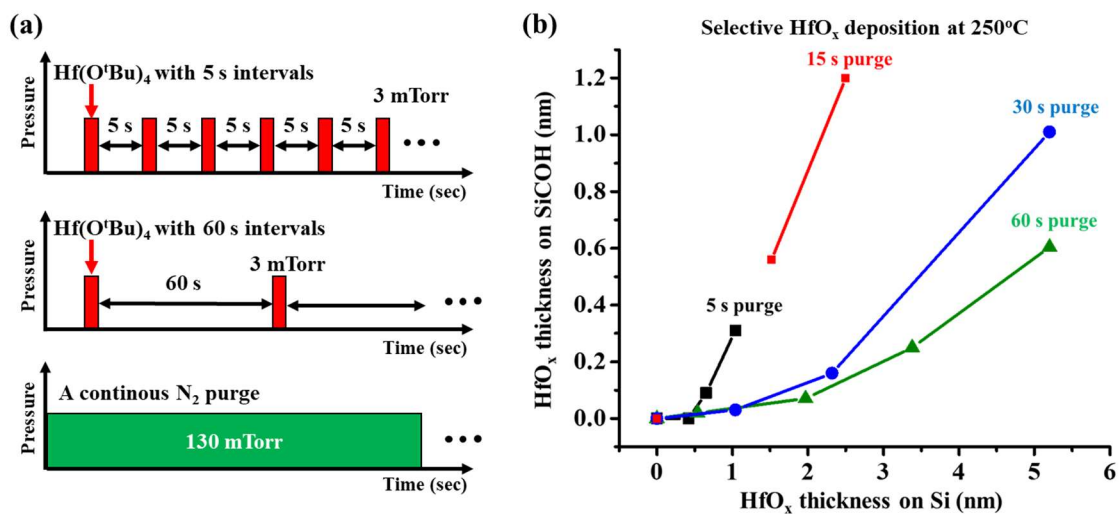 (a)
Hf(OᵗBu)₄ with 5 s intervals
3 mTorr
5 s 5 s 5 s 5 s 5 s
Pressure
Time (sec)
Hf(OᵗBu)₄ with 60 s intervals
3 mTorr
60 s
Pressure
Time (sec)
A continous N₂ purge
130 mTorr
Pressure
Time (sec)
(b)
Selective HfOₓ deposition at 250°C
15 s purge
30 s purge
60 s purge
5 s purge
HfOₓ thickness on SiCOH (nm)
1.2
1.0
0.8
0.6
0.4
0.2
0.0
0 1 2 3 4 5 6
HfOₓ thickness on Si (nm)